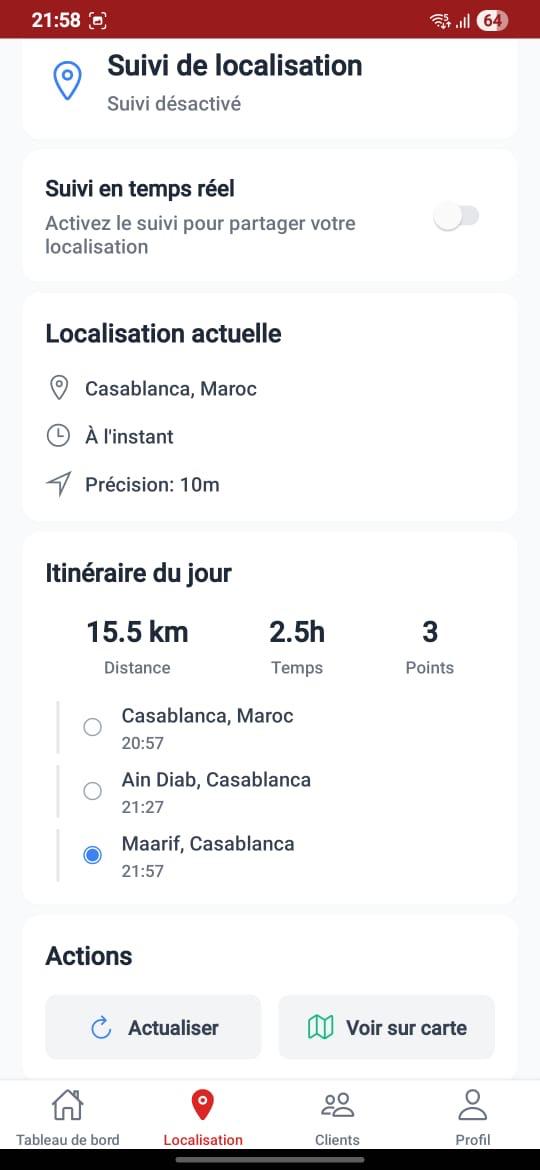 21:58
64
Suivi de localisation
Suivi désactivé
Suivi en temps réel
Activez le suivi pour partager votre
localisation
Localisation actuelle
Casablanca, Maroc
À l'instant
Précision: 10m
Itinéraire du jour
15.5 km 2.5h 3
Distance Temps Points
Casablanca, Maroc
20:57
Ain Diab, Casablanca
21:27
Maarif, Casablanca
21:57
Actions
Actualiser Voir sur carte
Tableau de bord Localisation Clients Profil